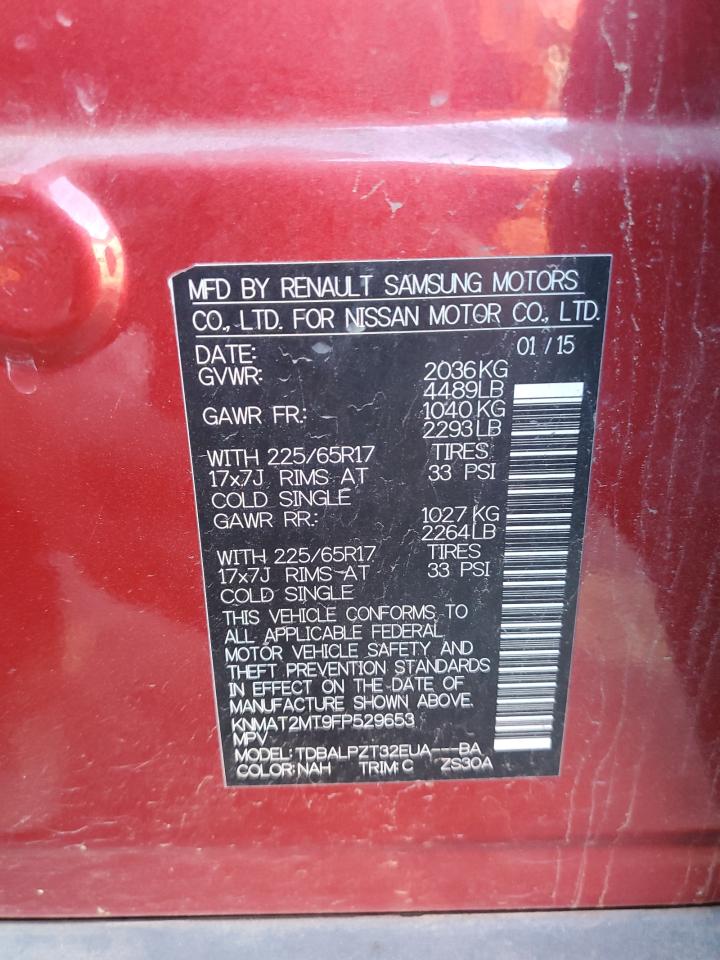 MFD BY RENAULT SAMSUNG MOTORS
CO., LTD. FOR NISSAN MOTOR CO., LTD.
DATE: 01 / 15
GVWR: 2036KG
4489LB
GAWR FR.: 1040 KG
2293LB
WITH 225/65R17 TIRES
17x7J RIMS AT 33 PSI
COLD SINGLE
GAWR RR.: 1027 KG
2264LB
WITH 225/65R17 TIRES
17x7J RIMS AT 33 PSI
COLD SINGLE
THIS VEHICLE CONFORMS TO
ALL APPLICABLE FEDERAL
MOTOR VEHICLE SAFETY AND
THEFT PREVENTION STANDARDS
IN EFFECT ON THE DATE OF
MANUFACTURE SHOWN ABOVE.
KNMAT2MT9FP529653
MPV
MODEL: TDBALPZT32EUA---BA
COLOR: NAH TRIM: C ZS30A